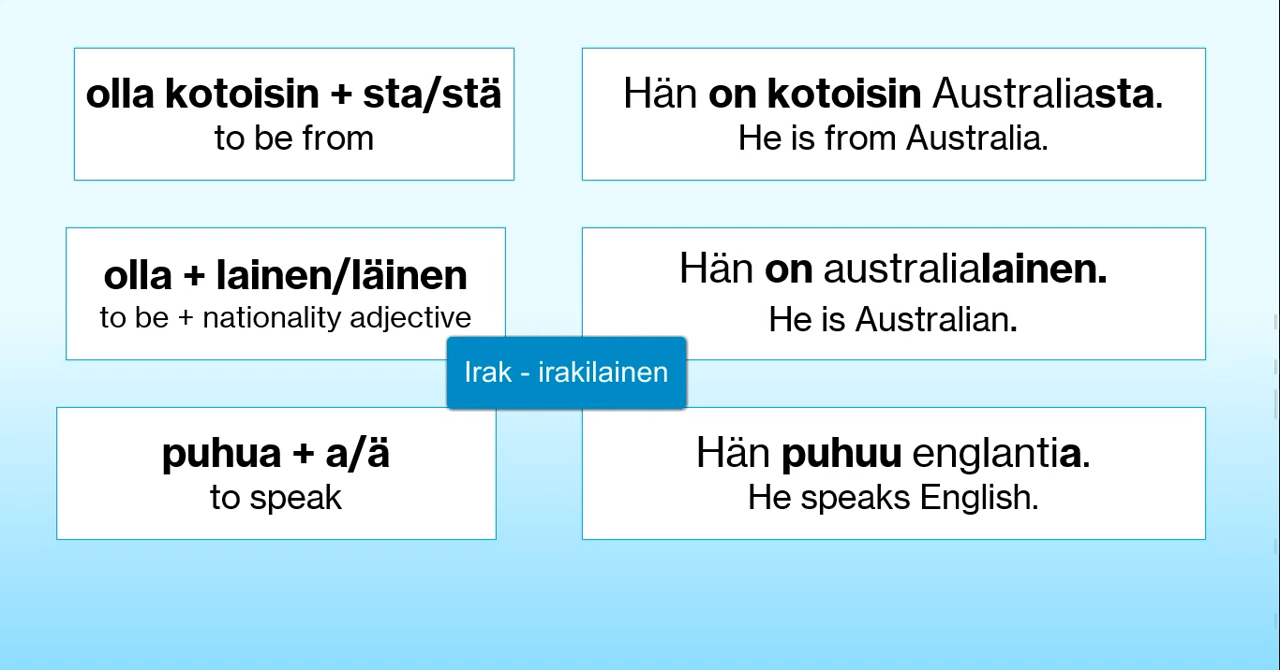 olla kotoisin + sta/stä
to be from
Hän on kotoisin Australiasta.
He is from Australia.
olla + lainen/läinen
to be + nationality adjective
Hän on australialainen.
He is Australian.
Irak - irakilainen
puhua + a/ä
to speak
Hän puhuu englantia.
He speaks English.